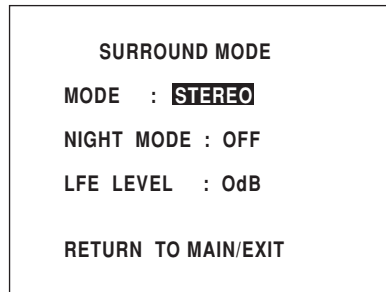 SURROUND MODE
MODE : STEREO
NIGHT MODE : OFF
LFE LEVEL : OdB
RETURN TO MAIN/EXIT